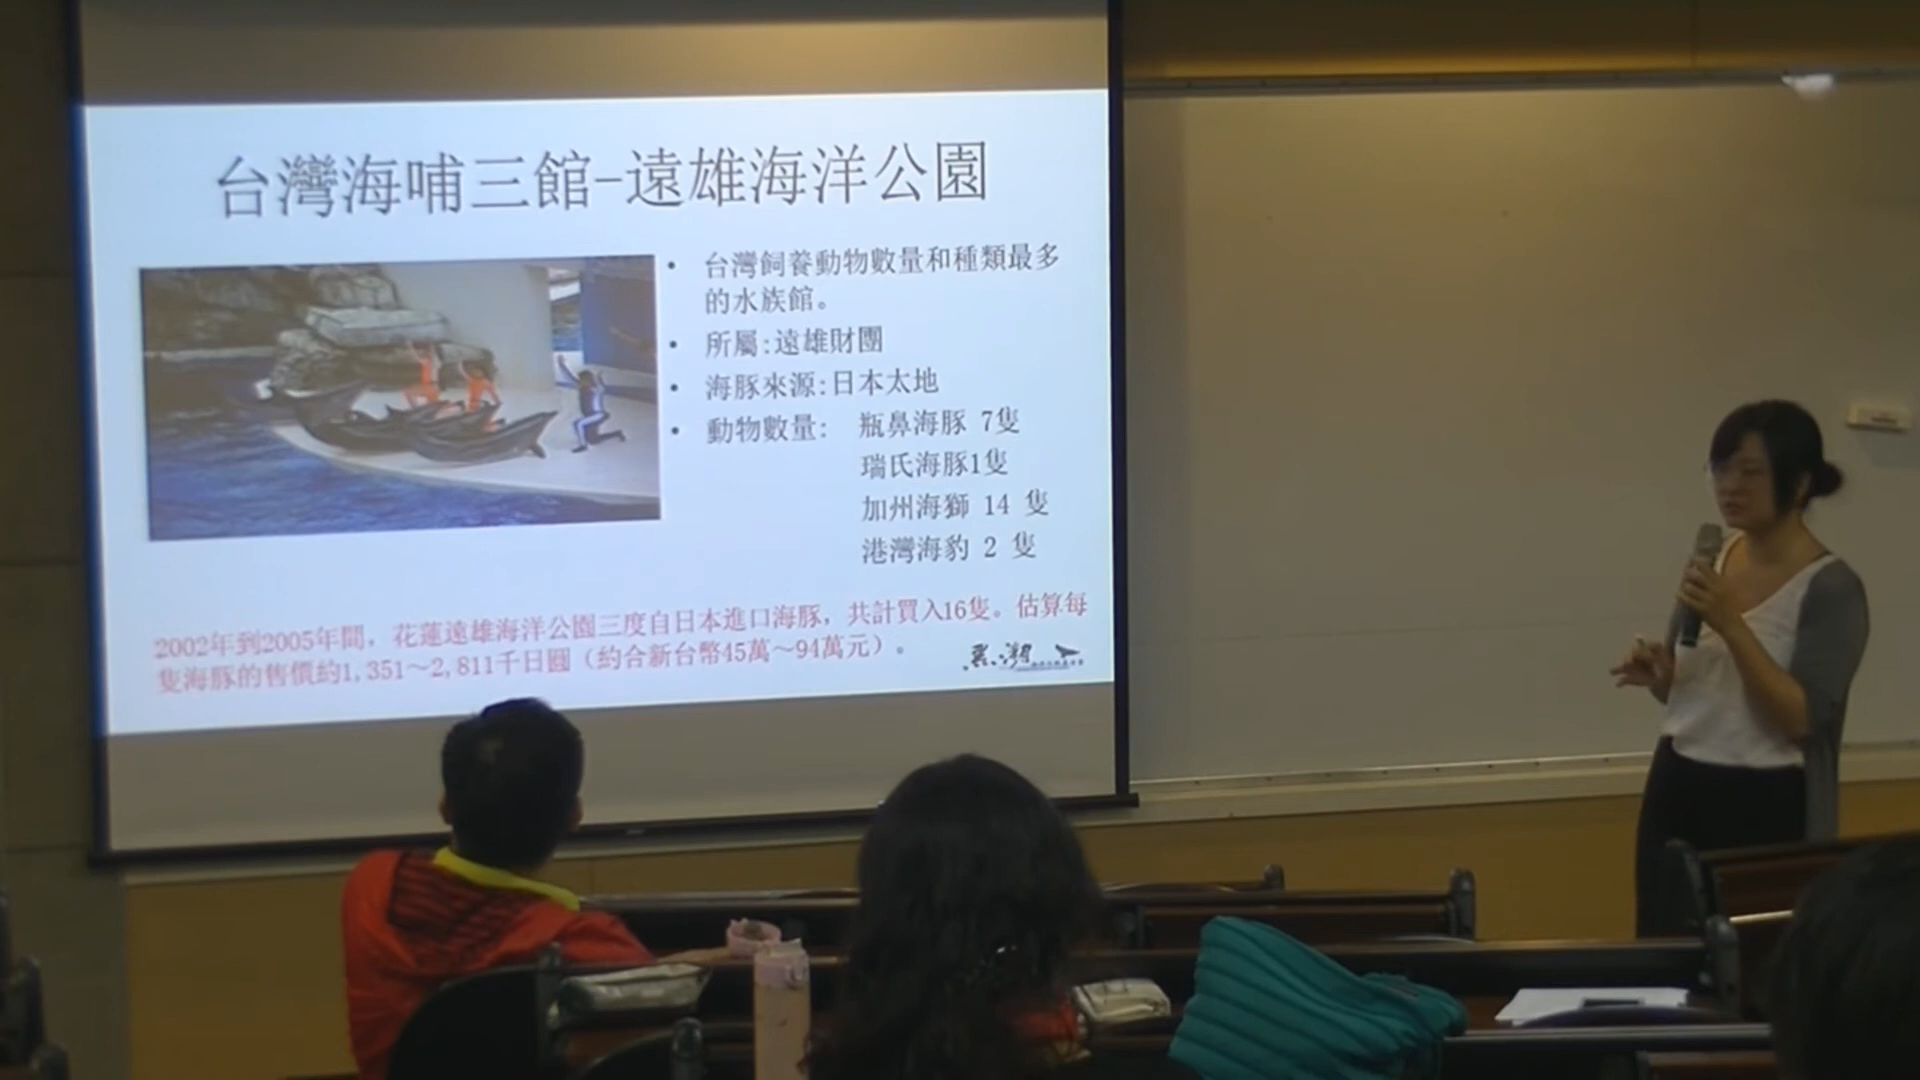 台灣海哺三館-遠雄海洋公園
• 台灣飼養動物數量和種類最多
的水族館。
• 所屬:遠雄財團
• 海豚來源:日本太地
• 動物數量: 瓶鼻海豚 7隻
瑞氏海豚1隻
加州海獅 14 隻
港灣海豹 2 隻
2002年到2005年間，花蓮遠雄海洋公園三度自日本進口海豚，共計買入16隻。估算每
隻海豚的售價約1,351～2,811千日圓（約合新台幣45萬～94萬元）。
黑潮